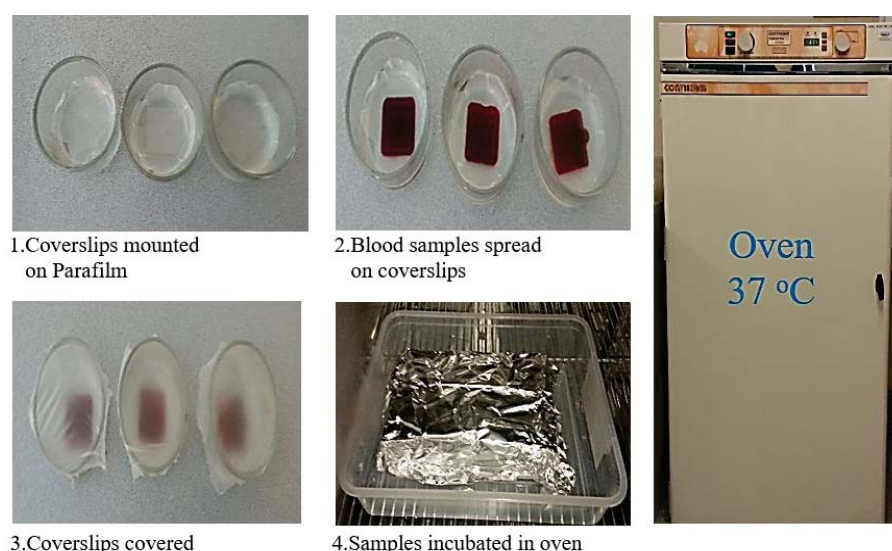 1.Coverslips mounted
on Parafilm
2.Blood samples spread
on coverslips
CONTHERM
Oven
37 °C
3.Coverslips covered
4.Samples incubated in oven